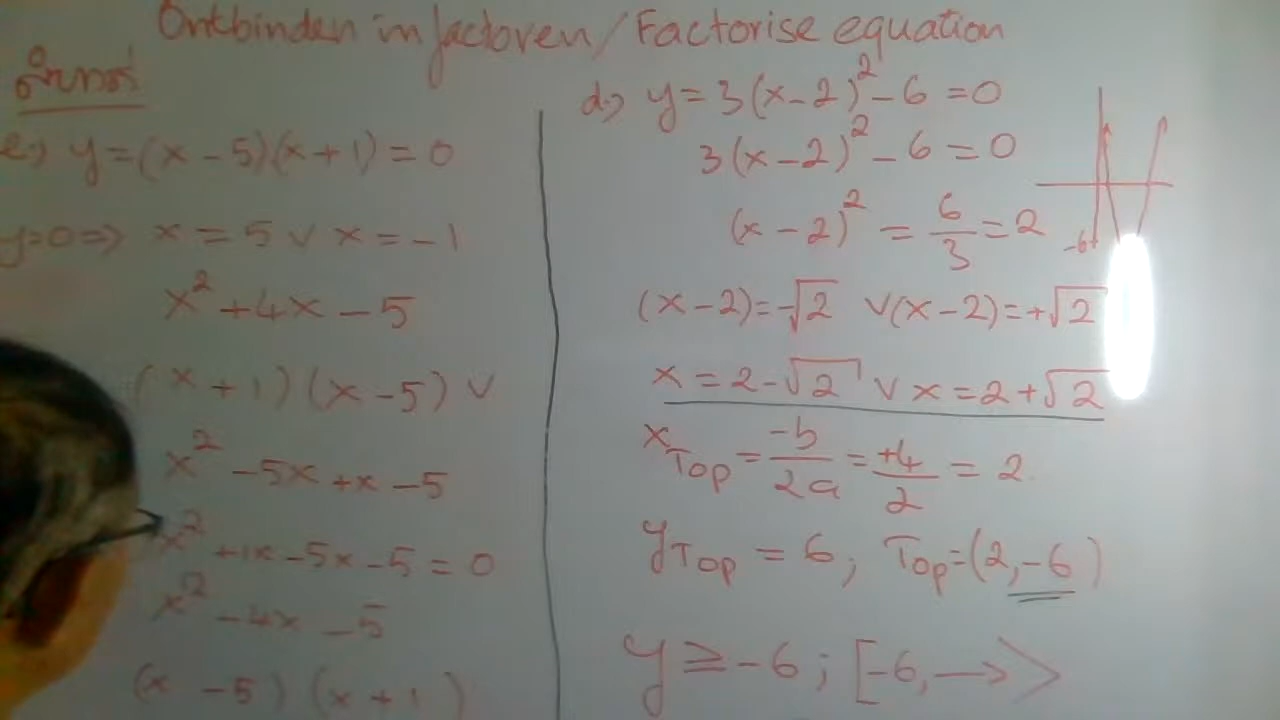 Ontbinden in factoren/Factorise equation
e.) y=(x-5)(x+1)=0
y=0=> x = 5 ∨ x = -1
x² +4x -5
(x+1)(x-5) ∨
x² -5x +x -5
x² +1x -5x -5 = 0
x² -4x -5
(x -5) (x+1)
d.) y=3(x-2)²-6=0
3(x-2)²-6=0
(x-2)² = 6/3 = 2
-6
(x-2)=-√2 ∨(x-2)=+√2
x=2-√2 ∨ x=2+√2
xTop = -b/2a = +4/2 = 2
yTop = 6; Top=(2,-6)
y ≥ -6; [-6,→>